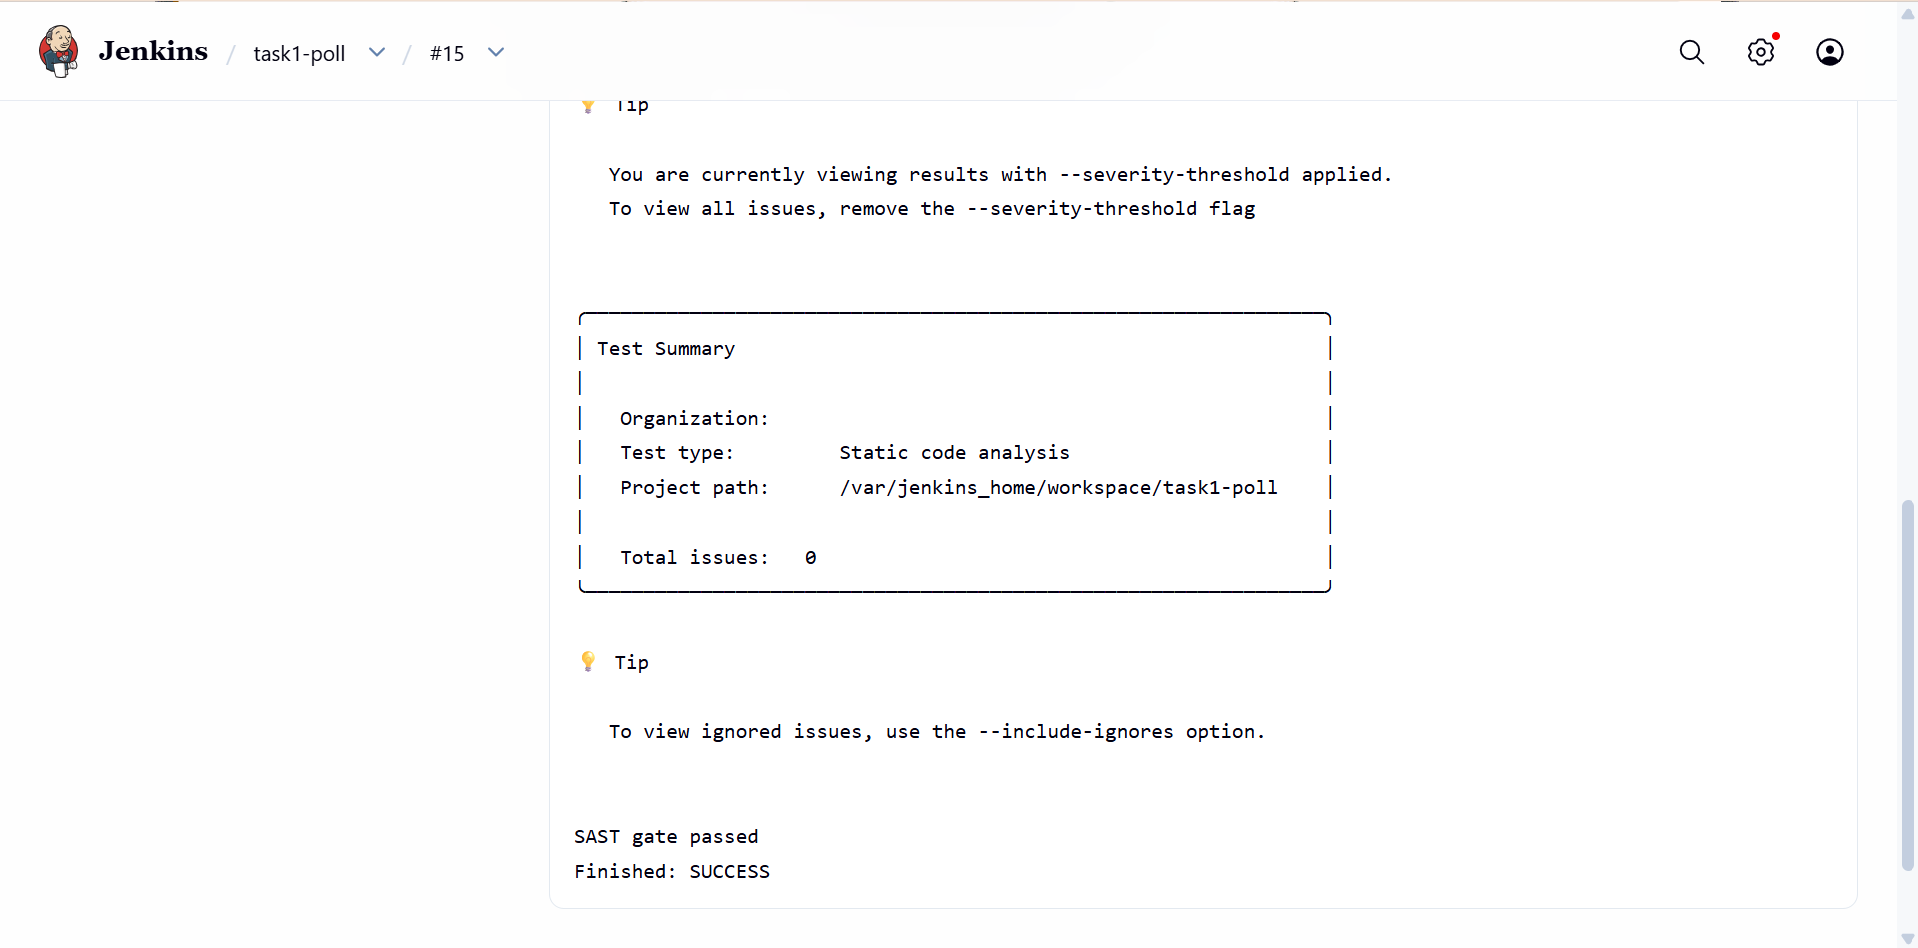 Jenkins / task1-poll / #15
Tip
You are currently viewing results with --severity-threshold applied.
To view all issues, remove the --severity-threshold flag
Test Summary
Organization:
Test type: Static code analysis
Project path: /var/jenkins_home/workspace/task1-poll
Total issues: 0
Tip
To view ignored issues, use the --include-ignores option.
SAST gate passed
Finished: SUCCESS